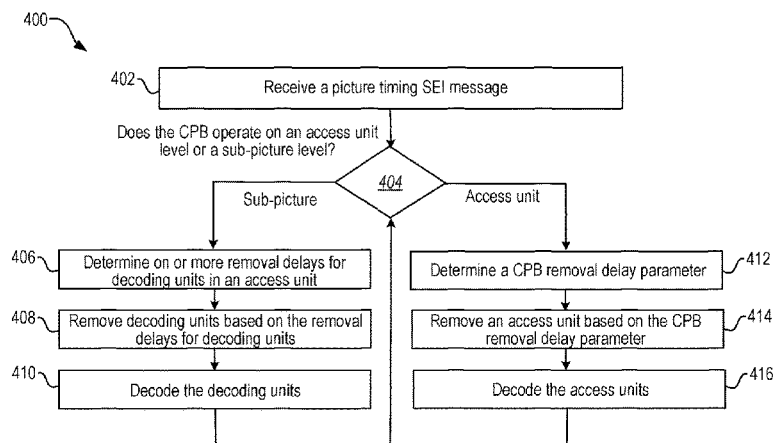 400
402
Receive a picture timing SEI message
Does the CPB operate on an access unit
level or a sub-picture level?
404
Sub-picture
Access unit
406
Determine on or more removal delays for
decoding units in an access unit
408
Remove decoding units based on the removal
delays for decoding units
410
Decode the decoding units
Determine a CPB removal delay parameter
412
Remove an access unit based on the CPB
removal delay parameter
414
Decode the access units
416